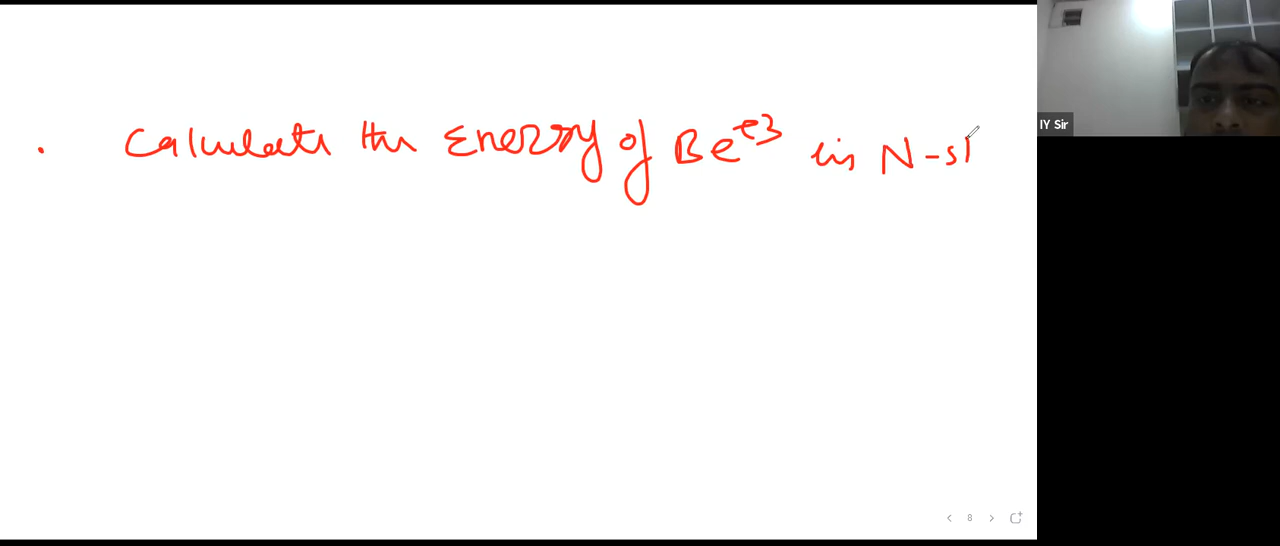 . Calculate the Energy of Be+3 in N-sl
IY Sir
8